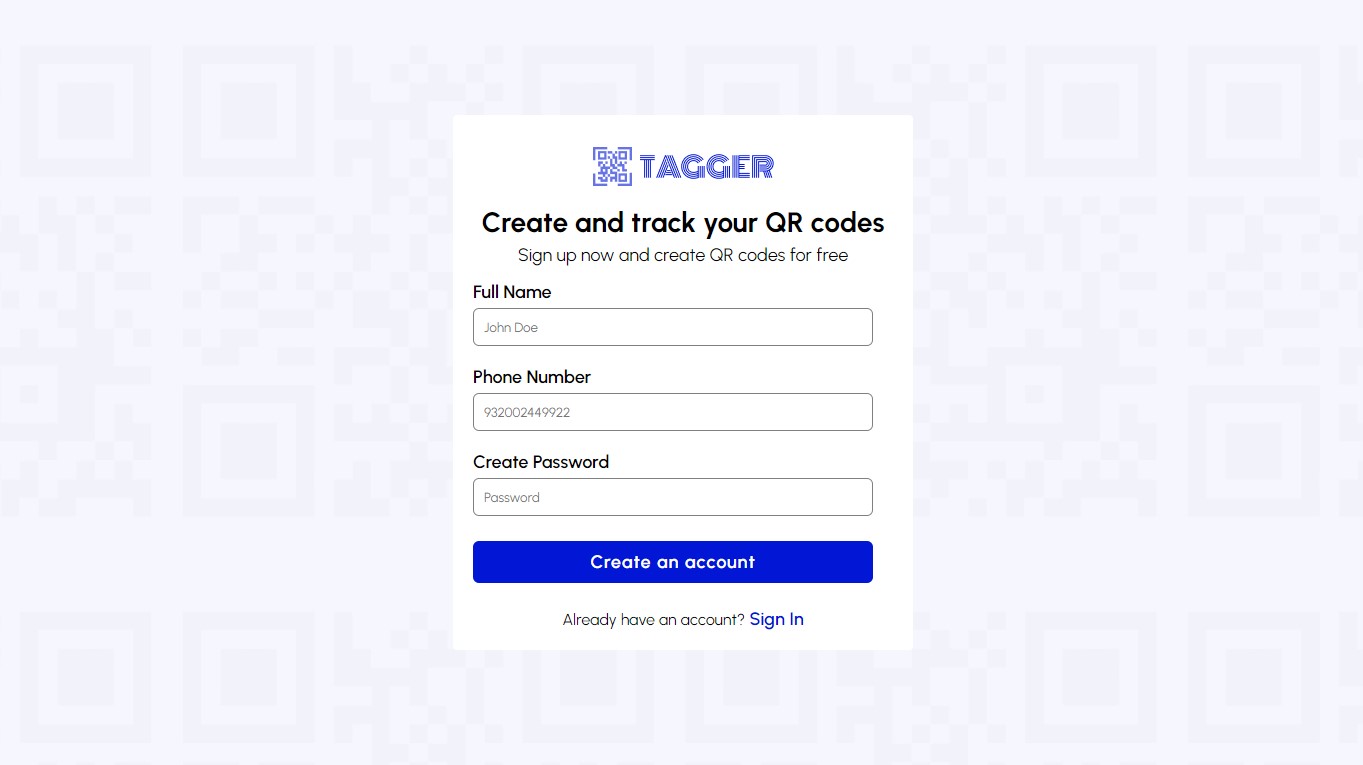 TAGGER
Create and track your QR codes
Sign up now and create QR codes for free
Full Name
John Doe
Phone Number
932002449922
Create Password
Password
Create an account
Already have an account? Sign In